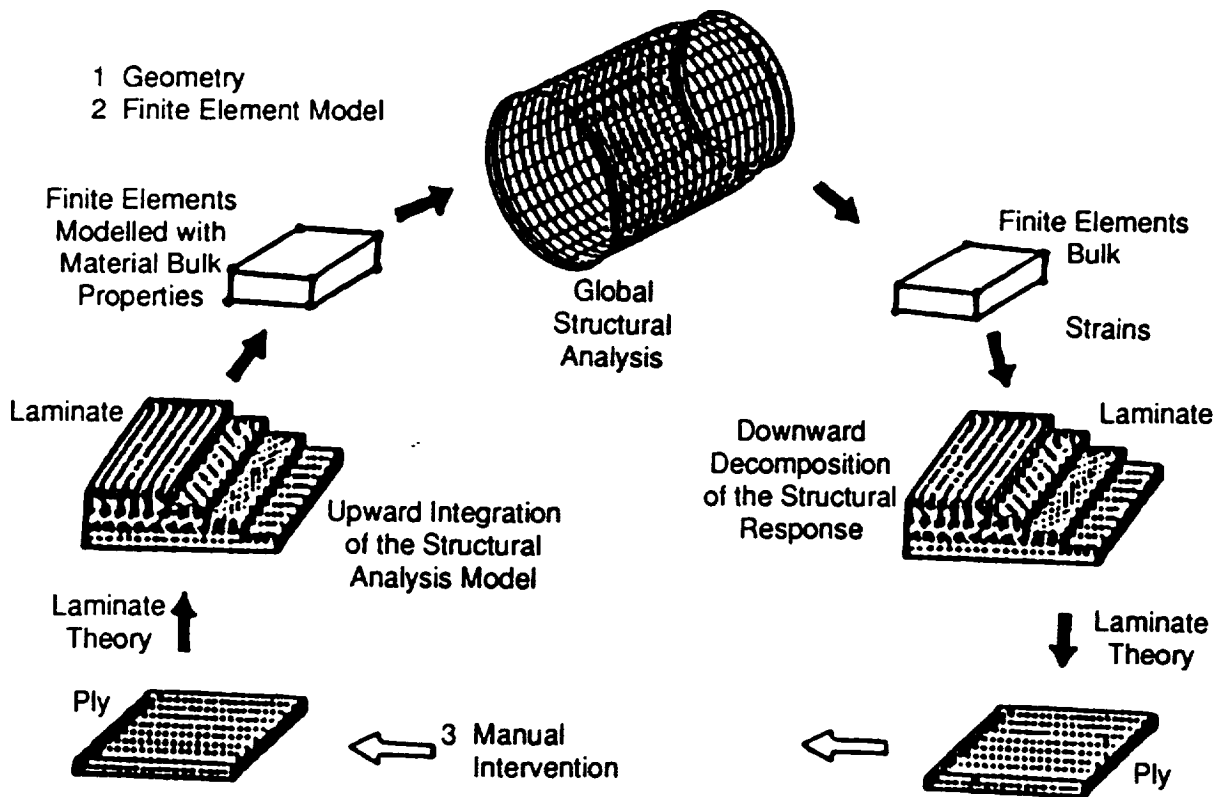 1 Geometry
2 Finite Element Model
Finite Elements
Modelled with
Material Bulk
Properties
Global
Structural
Analysis
Finite Elements
Bulk
Strains
Laminate
Upward Integration
of the Structural
Analysis Model
Downward
Decomposition
of the Structural
Response
Laminate
Laminate
Theory
Laminate
Theory
Ply
3 Manual
Intervention
Ply